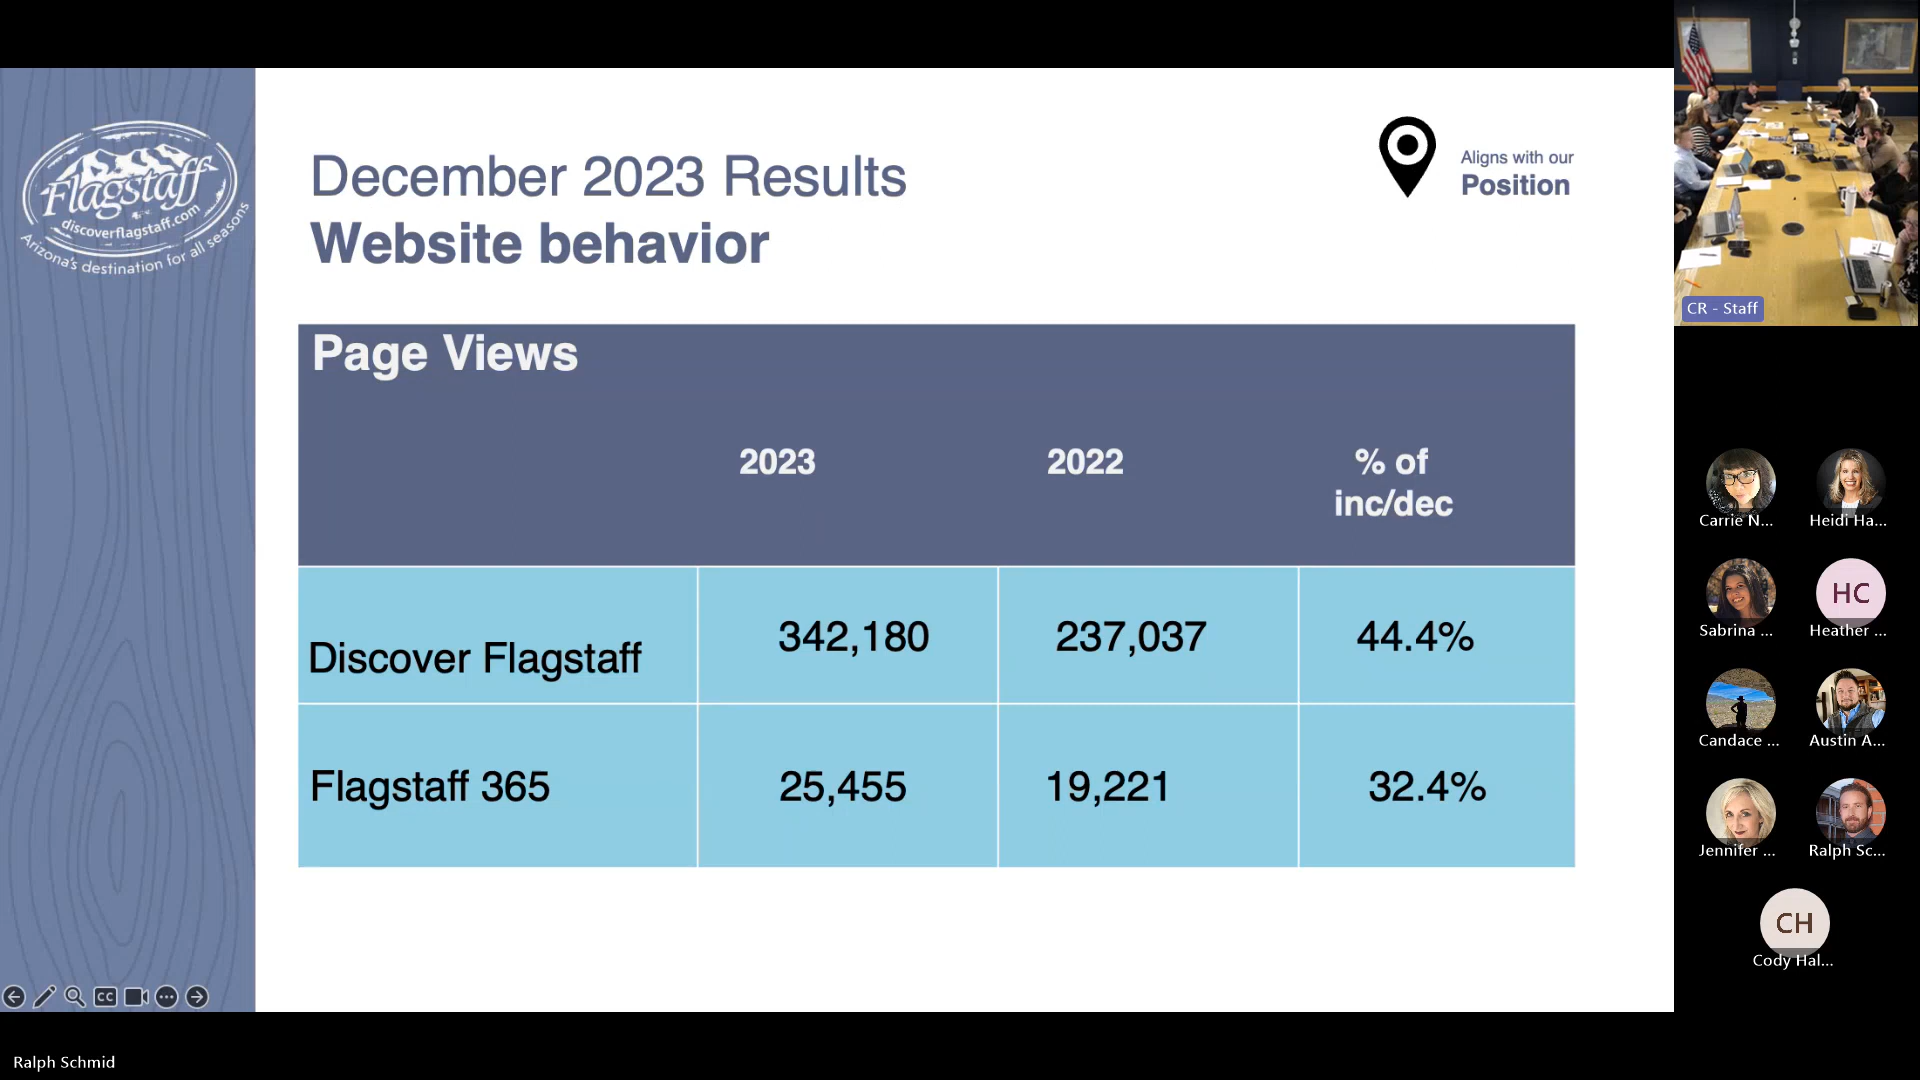 Flagstaff
discoverflagstaff.com
Arizona's destination for all seasons
December 2023 Results
Website behavior
Aligns with our
Position
Page Views
2023 2022 % of
inc/dec
Discover Flagstaff 342,180 237,037 44.4%
Flagstaff 365 25,455 19,221 32.4%
CR - Staff
Carrie N... Heidi Ha...
HC
Sabrina ... Heather ...
Candace ... Austin A...
Jennifer ... Ralph Sc...
CH
Cody Hal...
CC
Ralph Schmid